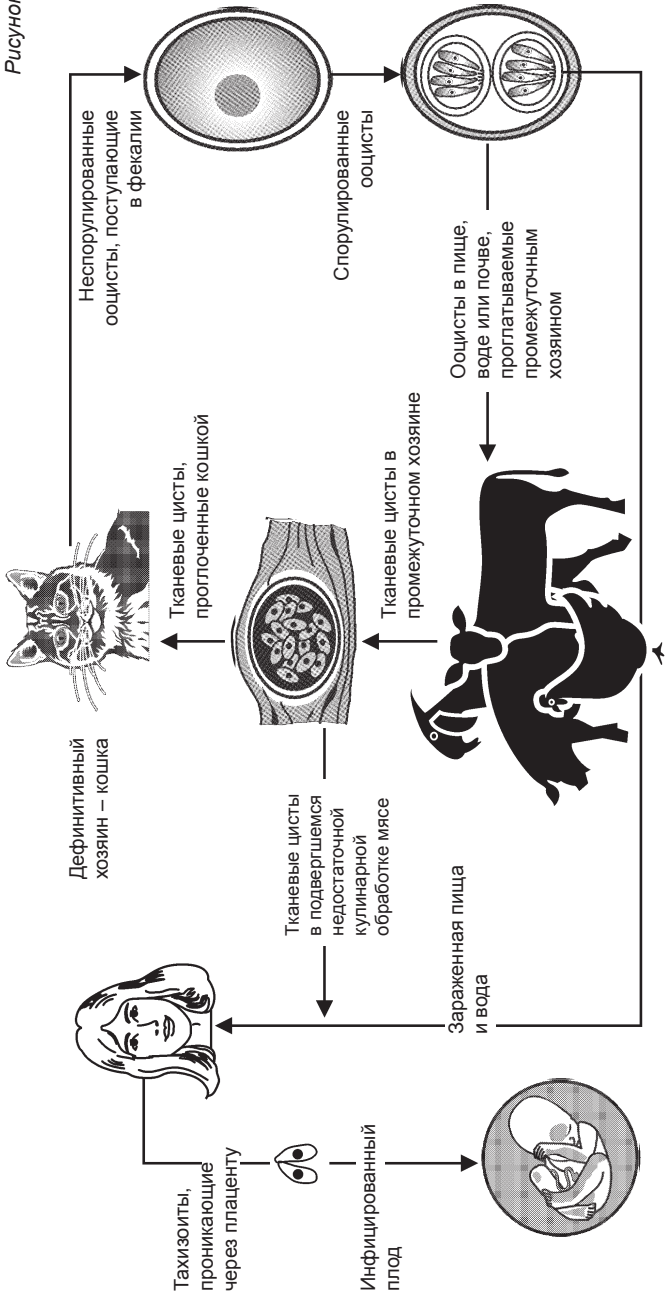 Рисунок
Дефинитивный
хозяин – кошка
Неспорулированные
ооцисты, поступающие
в фекалии
Спорулированные
ооцисты
Тканевые цисты,
проглоченные кошкой
Ооцисты в пище,
воде или почве,
проглатываемые
промежуточным
хозяином
Тканевые цисты в
промежуточном хозяине
Тканевые цисты
в подвергшемся
недостаточной
кулинарной
обработке мясе
Зараженная пища
и вода
Тахизоиты,
проникающие
через плаценту
Инфицированный
плод